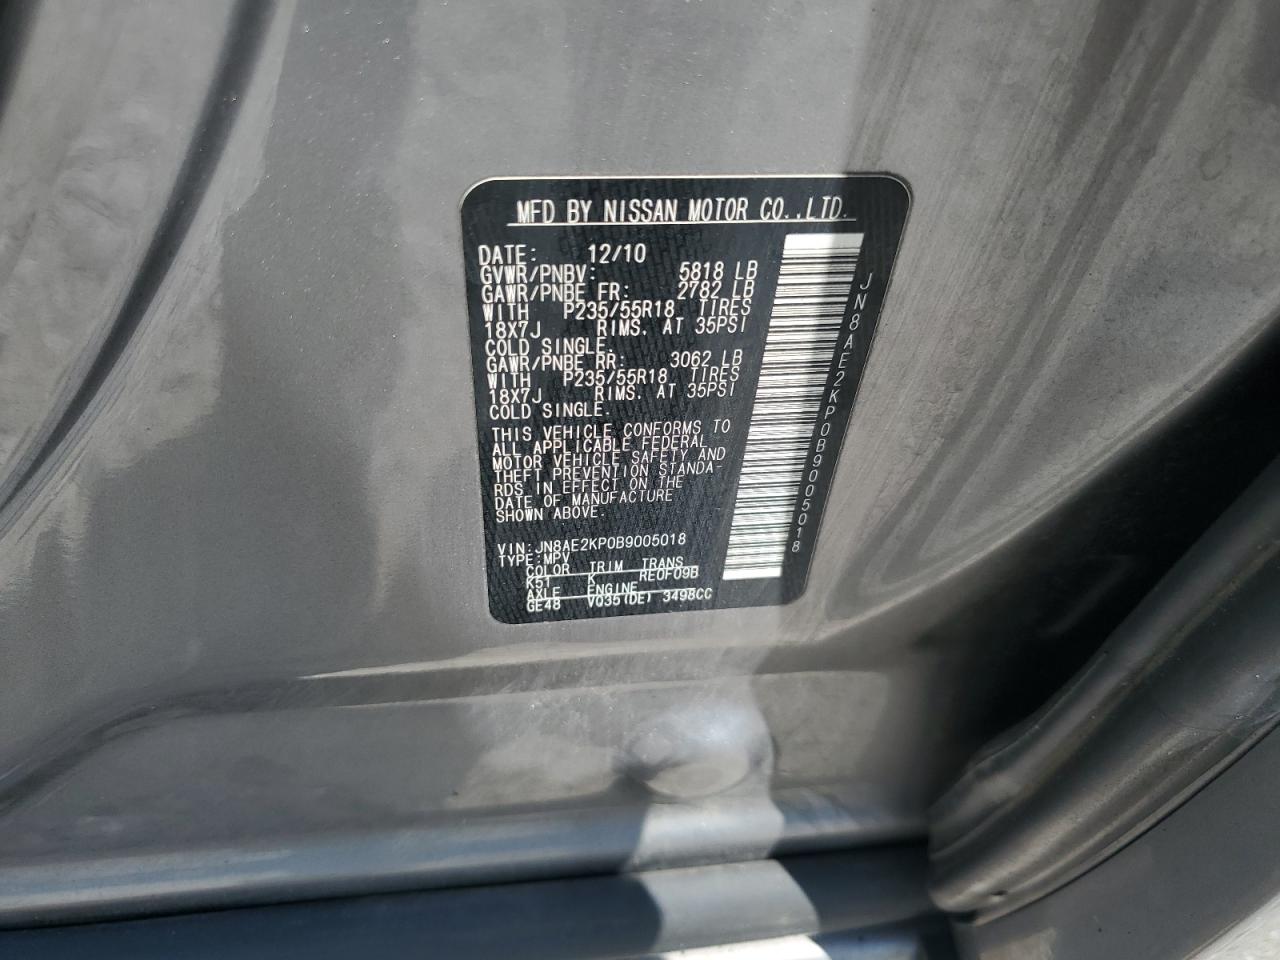 MFD BY NISSAN MOTOR CO.,LTD.
DATE: 12/10
GVWR/PNBV: 5818 LB
GAWR/PNBE FR: 2782 LB
WITH P235/55R18 TIRES
18X7J RIMS, AT 35PSI
COLD SINGLE.
GAWR/PNBE RR: 3062 LB
WITH P235/55R18 TIRES
18X7J RIMS, AT 35PSI
COLD SINGLE.
THIS VEHICLE CONFORMS TO
ALL APPLICABLE FEDERAL
MOTOR VEHICLE SAFETY AND
THEFT PREVENTION STANDA-
RDS IN EFFECT ON THE
DATE OF MANUFACTURE
SHOWN ABOVE.
VIN:JN8AE2KP0B9005018
TYPE:MPV
COLOR TRIM TRANS
K51 K RE0F09B
AXLE ENGINE
GE48 VQ35(DE) 3498CC
JN8AE2KP0B9005018